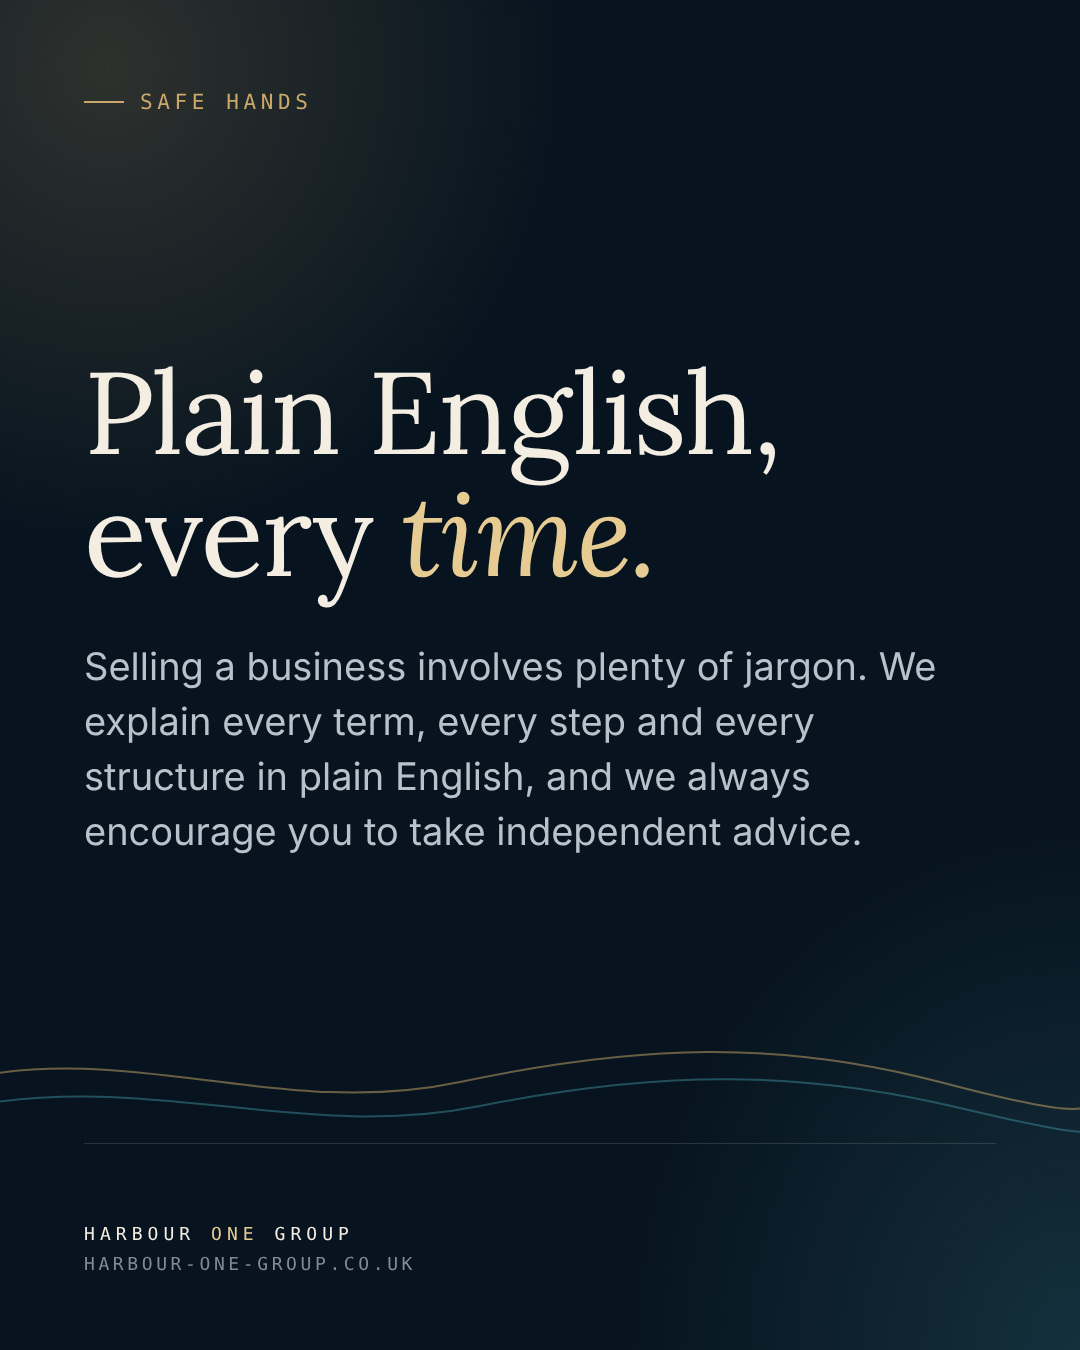 SAFE HANDS
Plain English,
every time.
Selling a business involves plenty of jargon. We
explain every term, every step and every
structure in plain English, and we always
encourage you to take independent advice.
HARBOUR ONE GROUP
HARBOUR-ONE-GROUP.CO.UK